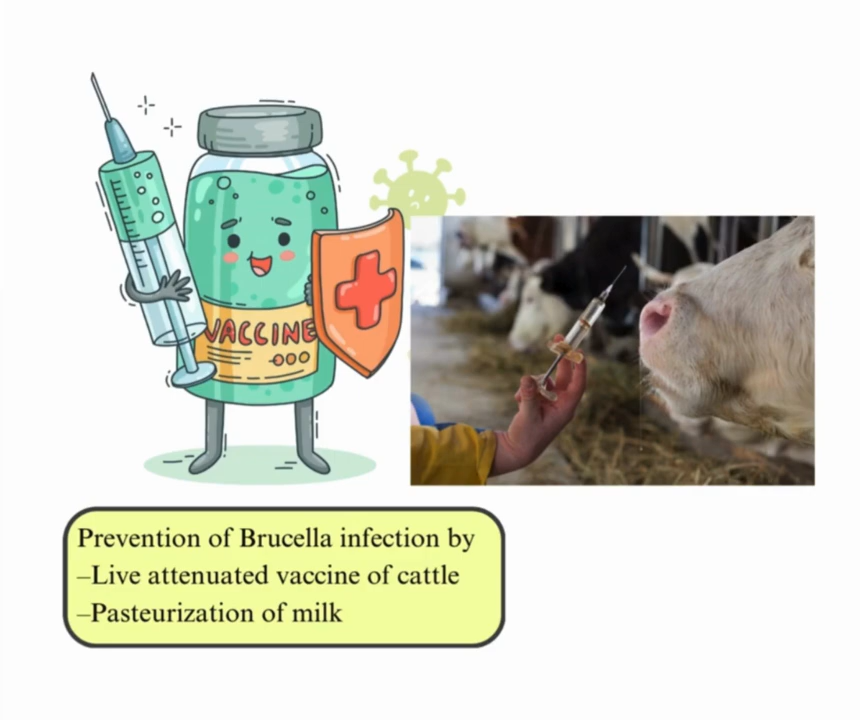 VACCINE
Prevention of Brucella infection by
–Live attenuated vaccine of cattle
–Pasteurization of milk